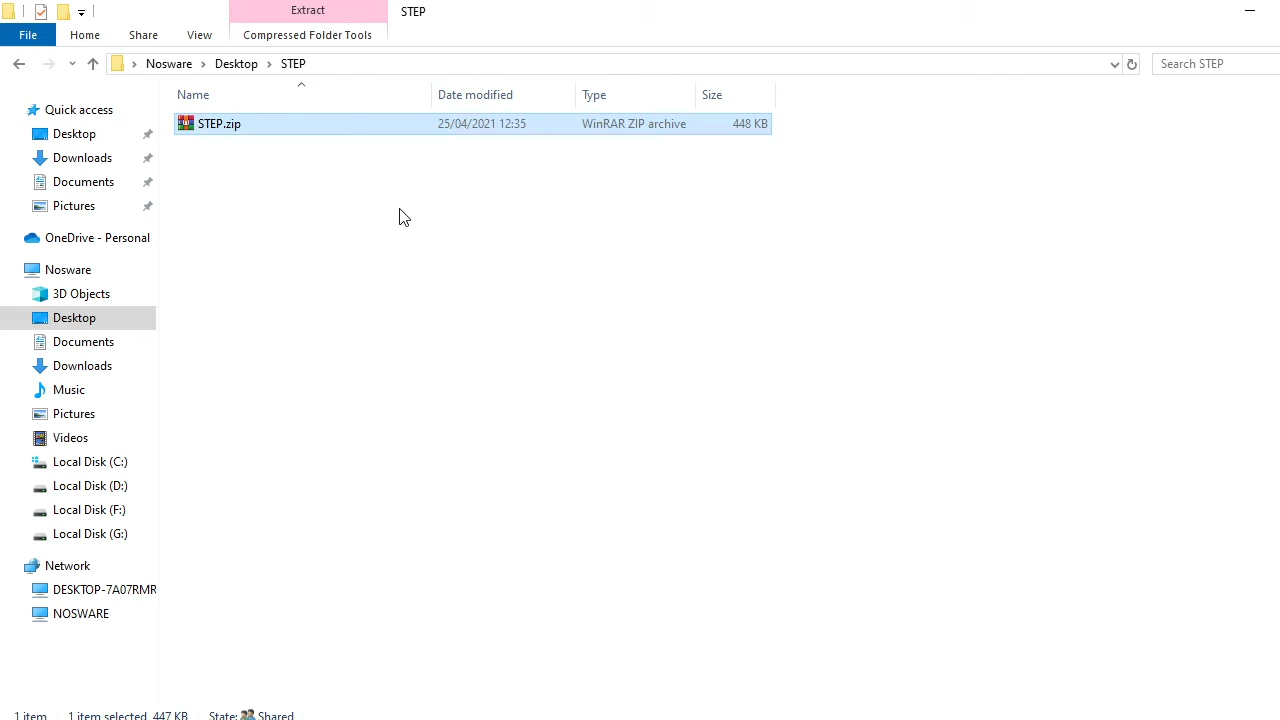 Extract
STEP
File
Home
Share
View
Compressed Folder Tools
Nosware
Desktop
STEP
Search STEP
Name
Date modified
Type
Size
STEP.zip
25/04/2021 12:35
WinRAR ZIP archive
448 KB
Quick access
Desktop
Downloads
Documents
Pictures
OneDrive - Personal
Nosware
3D Objects
Desktop
Documents
Downloads
Music
Pictures
Videos
Local Disk (C:)
Local Disk (D:)
Local Disk (F:)
Local Disk (G:)
Network
DESKTOP-7A07RMR
NOSWARE
1 item
1 item selected 447 KB
State: Shared